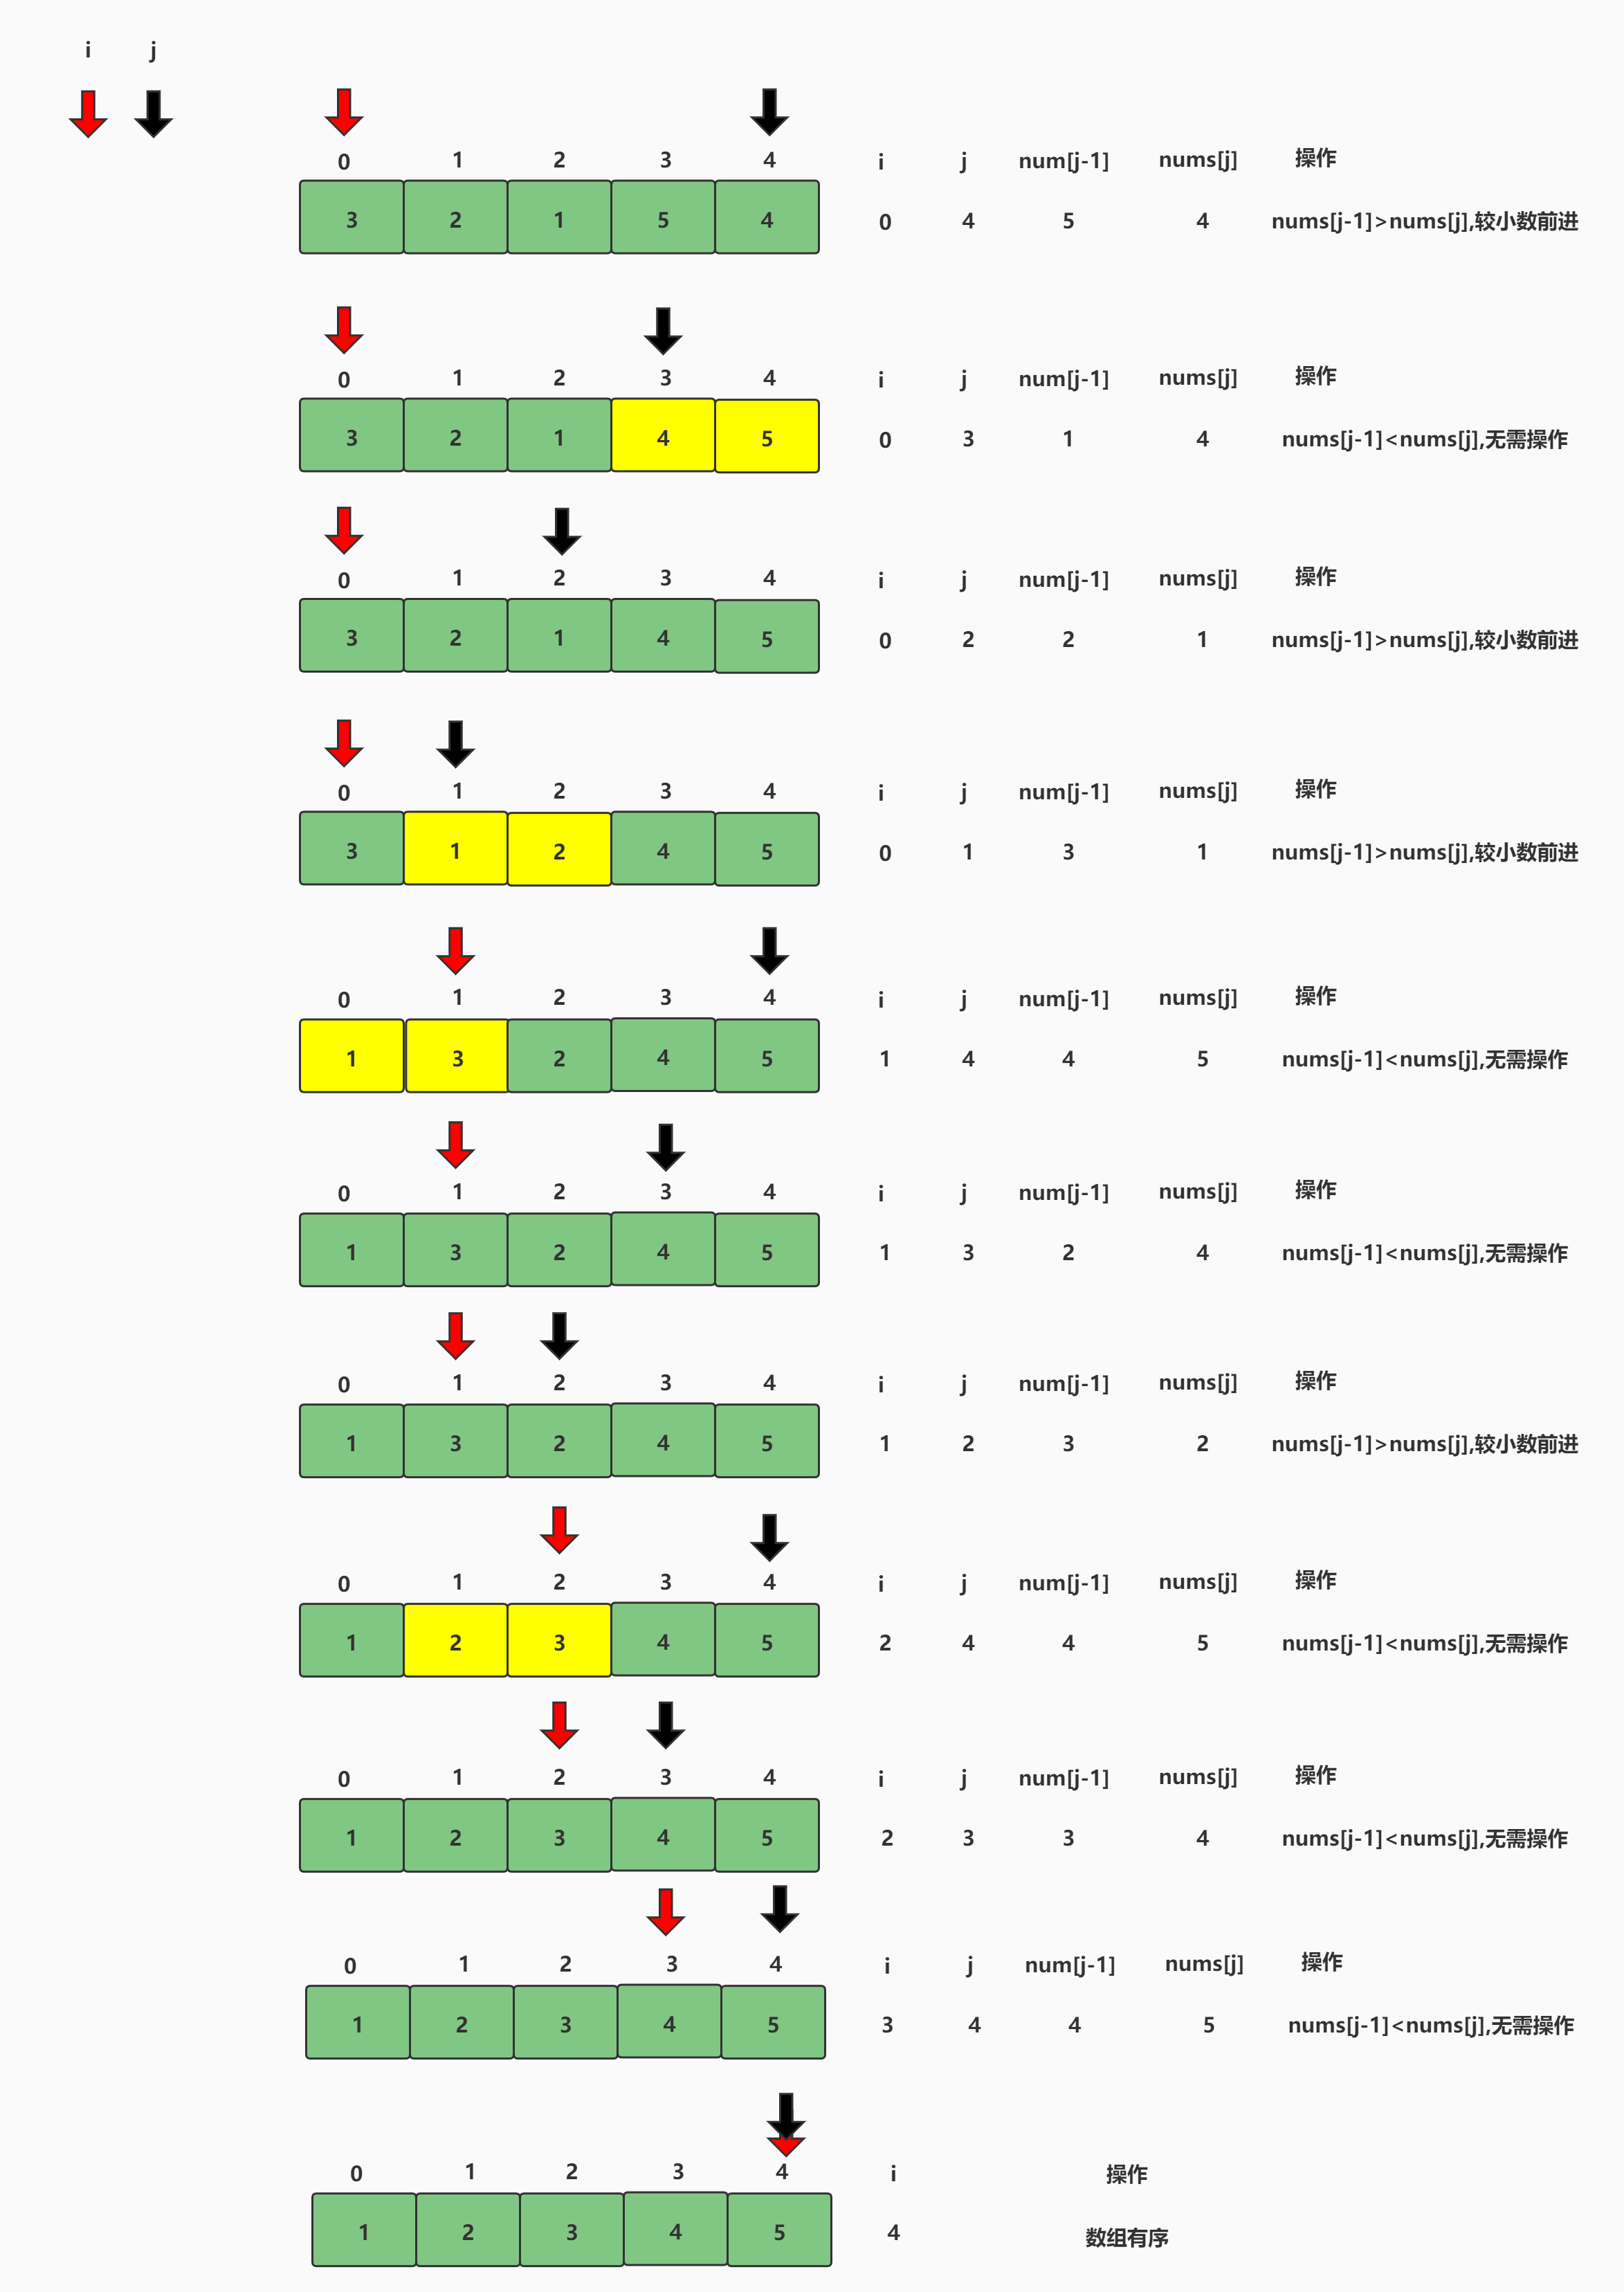 i j
0 1 2 3 4 i j num[j-1] nums[j] 操作
3 2 1 5 4 0 4 5 4 nums[j-1]>nums[j],较小数前进
0 1 2 3 4 i j num[j-1] nums[j] 操作
3 2 1 4 5 0 3 1 4 nums[j-1]<nums[j],无需操作
0 1 2 3 4 i j num[j-1] nums[j] 操作
3 2 1 4 5 0 2 2 1 nums[j-1]>nums[j],较小数前进
0 1 2 3 4 i j num[j-1] nums[j] 操作
3 1 2 4 5 0 1 3 1 nums[j-1]>nums[j],较小数前进
0 1 2 3 4 i j num[j-1] nums[j] 操作
1 3 2 4 5 1 4 4 5 nums[j-1]<nums[j],无需操作
0 1 2 3 4 i j num[j-1] nums[j] 操作
1 3 2 4 5 1 3 2 4 nums[j-1]<nums[j],无需操作
0 1 2 3 4 i j num[j-1] nums[j] 操作
1 3 2 4 5 1 2 3 2 nums[j-1]>nums[j],较小数前进
0 1 2 3 4 i j num[j-1] nums[j] 操作
1 2 3 4 5 2 4 4 5 nums[j-1]<nums[j],无需操作
0 1 2 3 4 i j num[j-1] nums[j] 操作
1 2 3 4 5 2 3 3 4 nums[j-1]<nums[j],无需操作
0 1 2 3 4 i j num[j-1] nums[j] 操作
1 2 3 4 5 3 4 4 5 nums[j-1]<nums[j],无需操作
0 1 2 3 4 i 操作
1 2 3 4 5 4 数组有序